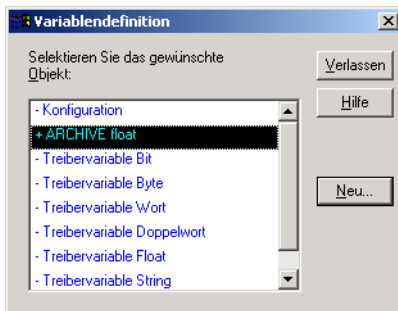 Variablendefinition
Selektieren Sie das gewünschte
Objekt:
Verlassen
Hilfe
Neu...
- Konfiguration
+ ARCHIVE float
- Treibervariable Bit
- Treibervariable Byte
- Treibervariable Wort
- Treibervariable Doppelwort
- Treibervariable Float
- Treibervariable String